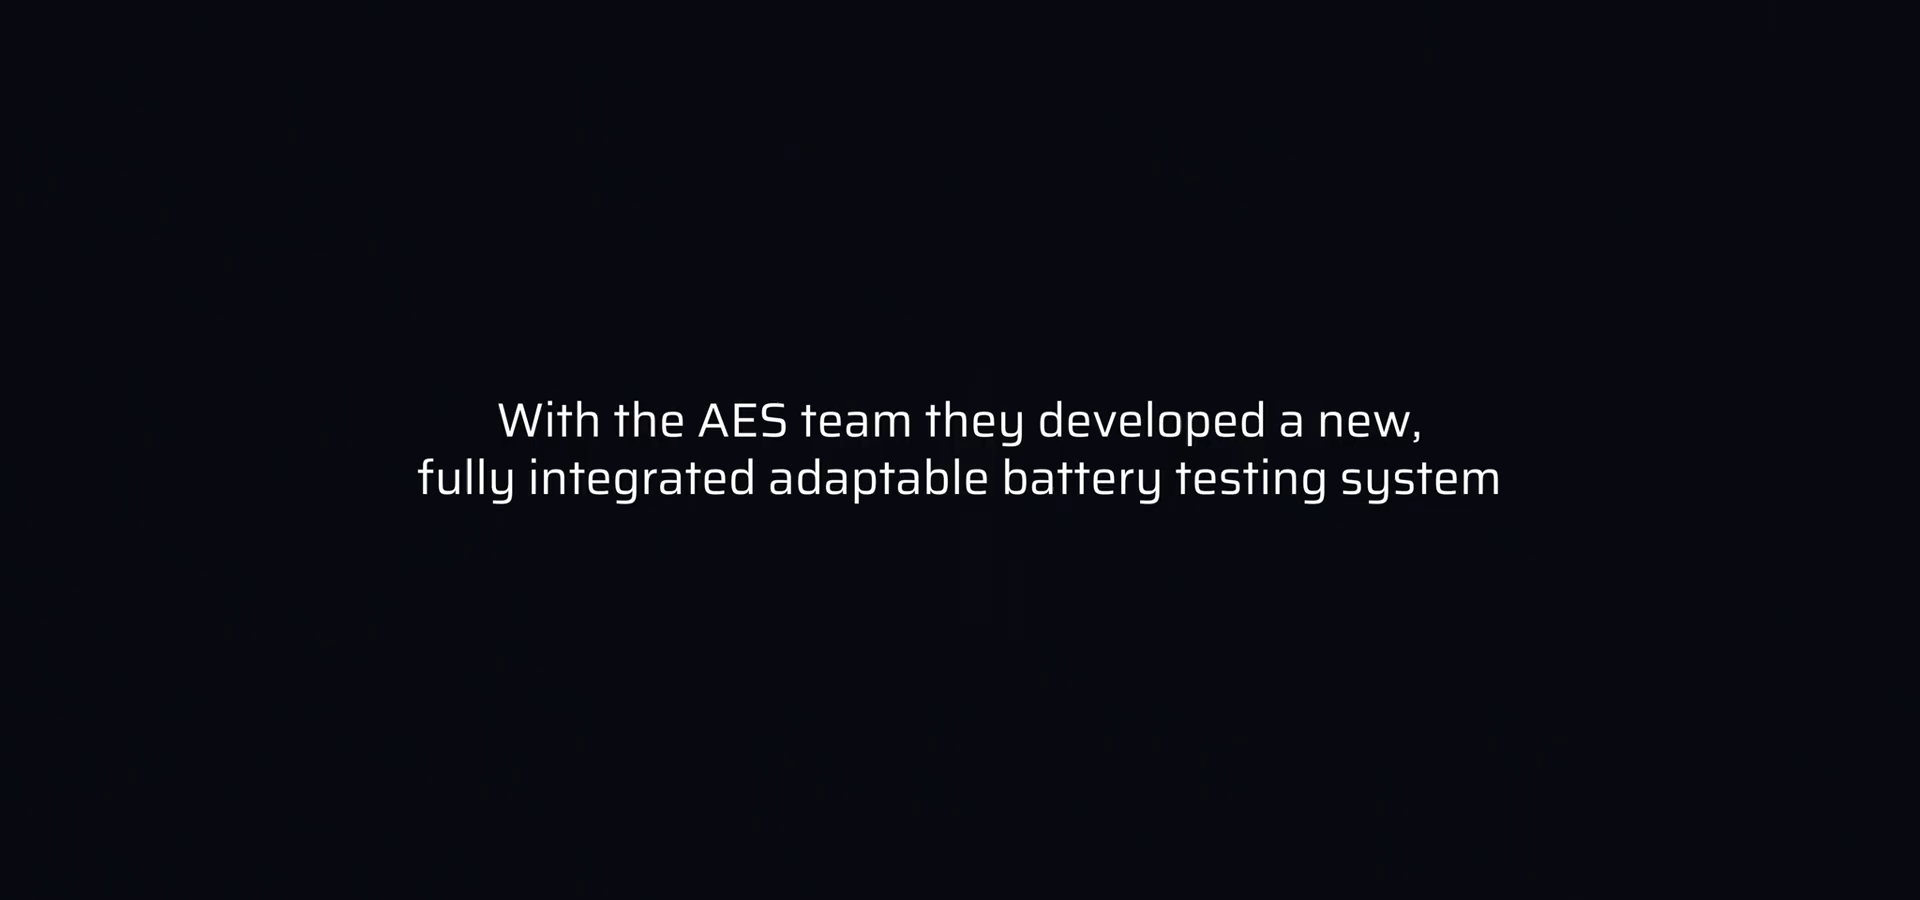 With the AES team they developed a new,
fully integrated adaptable battery testing system